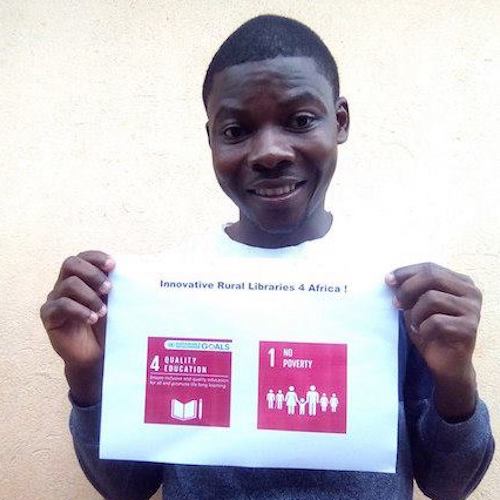 Innovative Rural Libraries 4 Africa !
GOALS
4 QUALITY
EDUCATION
Ensure inclusive and quality education
for all and promote life long learning
1 NO
POVERTY